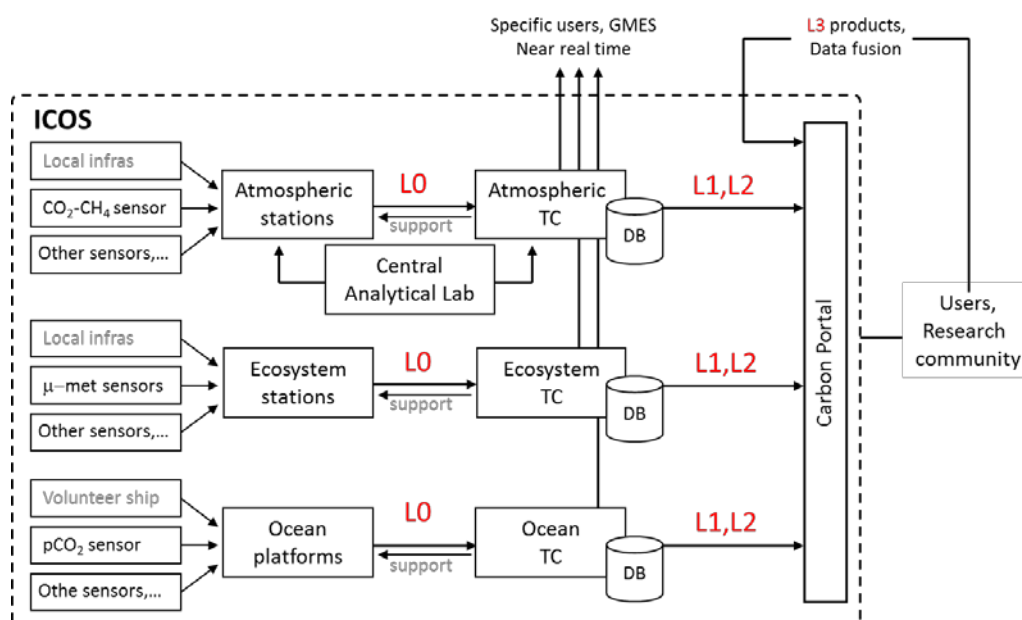 Specific users, GMES
Near real time
L3 products,
Data fusion
ICOS
Local infras
CO₂-CH₄ sensor
Other sensors,...
Atmospheric
stations
L0
support
Atmospheric
TC
DB
L1,L2
Central
Analytical Lab
Local infras
μ-met sensors
Other sensors,...
Ecosystem
stations
L0
support
Ecosystem
TC
DB
L1,L2
Volunteer ship
pCO₂ sensor
Othe sensors,...
Ocean
platforms
L0
support
Ocean
TC
DB
L1,L2
Carbon Portal
Users,
Research
community